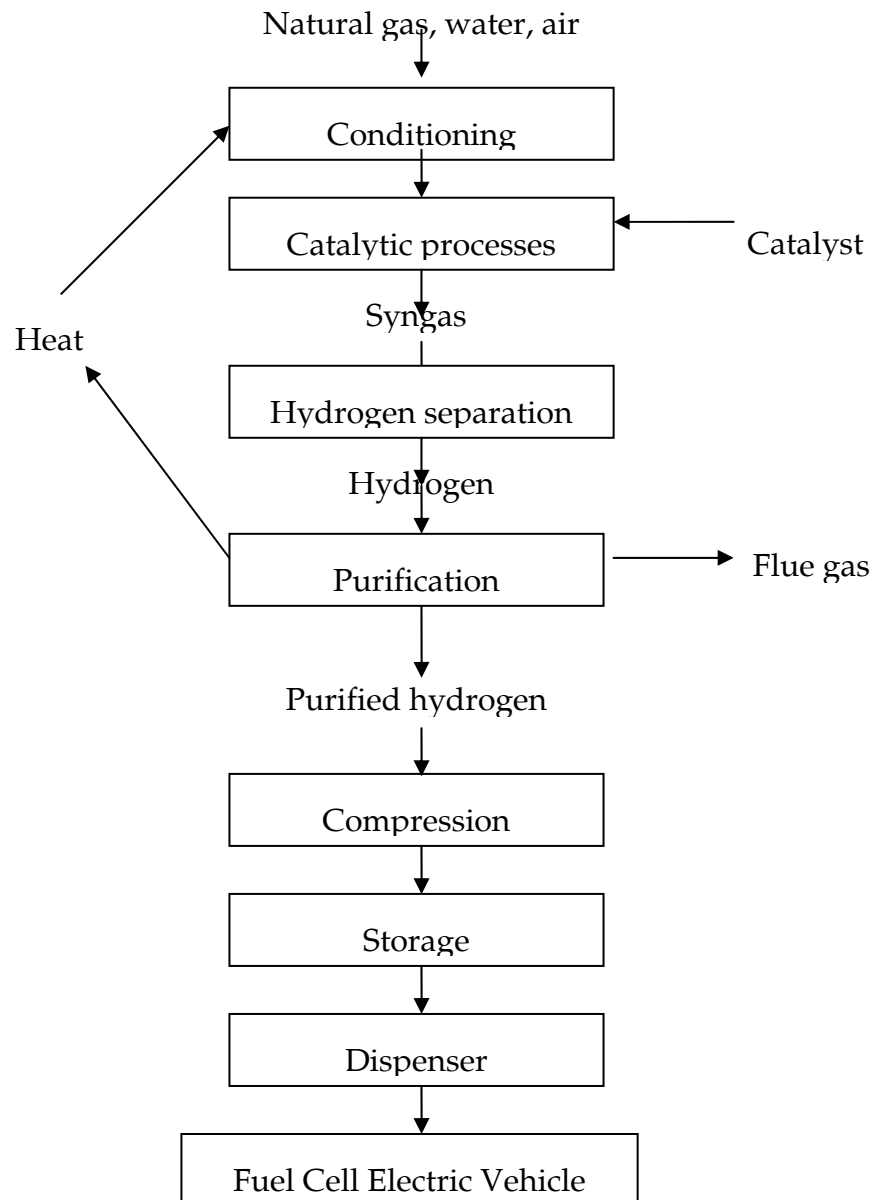 Natural gas, water, air
Conditioning
Catalytic processes
Catalyst
Syngas
Heat
Hydrogen separation
Hydrogen
Purification
Flue gas
Purified hydrogen
Compression
Storage
Dispenser
Fuel Cell Electric Vehicle